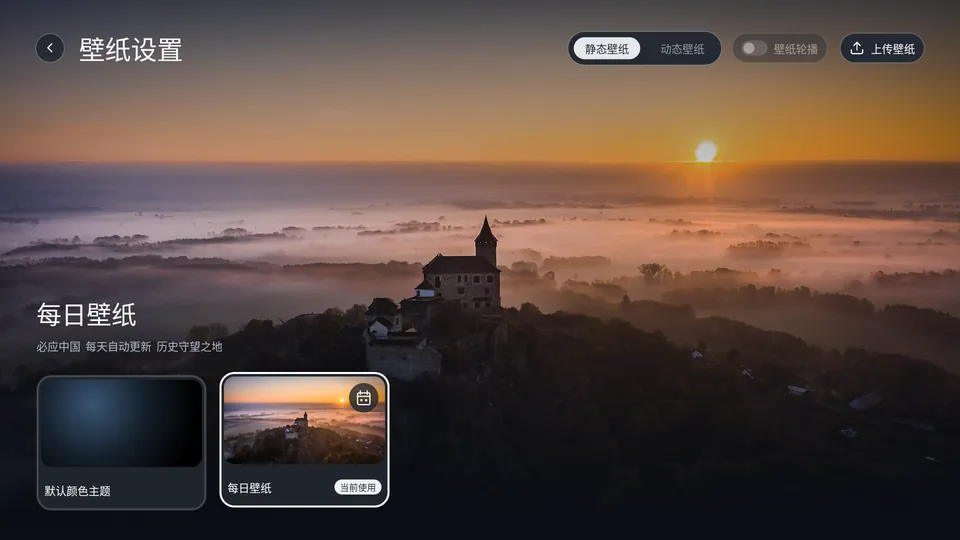 壁纸设置
静态壁纸
动态壁纸
壁纸轮播
上传壁纸
每日壁纸
必应中国 每天自动更新 历史守望之地
默认颜色主题
每日壁纸
当前使用